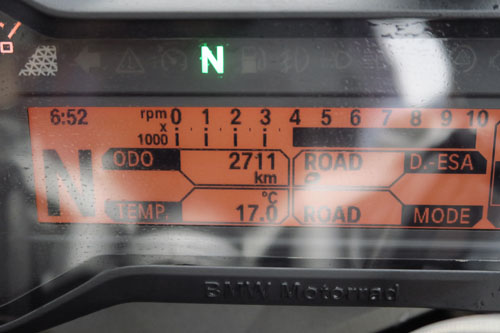 N
6:52 rpm 0 1 2 3 4 5 6 7 8 9 10
x
1000
N ODO 2711 ROAD D.-ESA
km
°C
TEMP. 17.0 ROAD MODE
BMW Motorrad